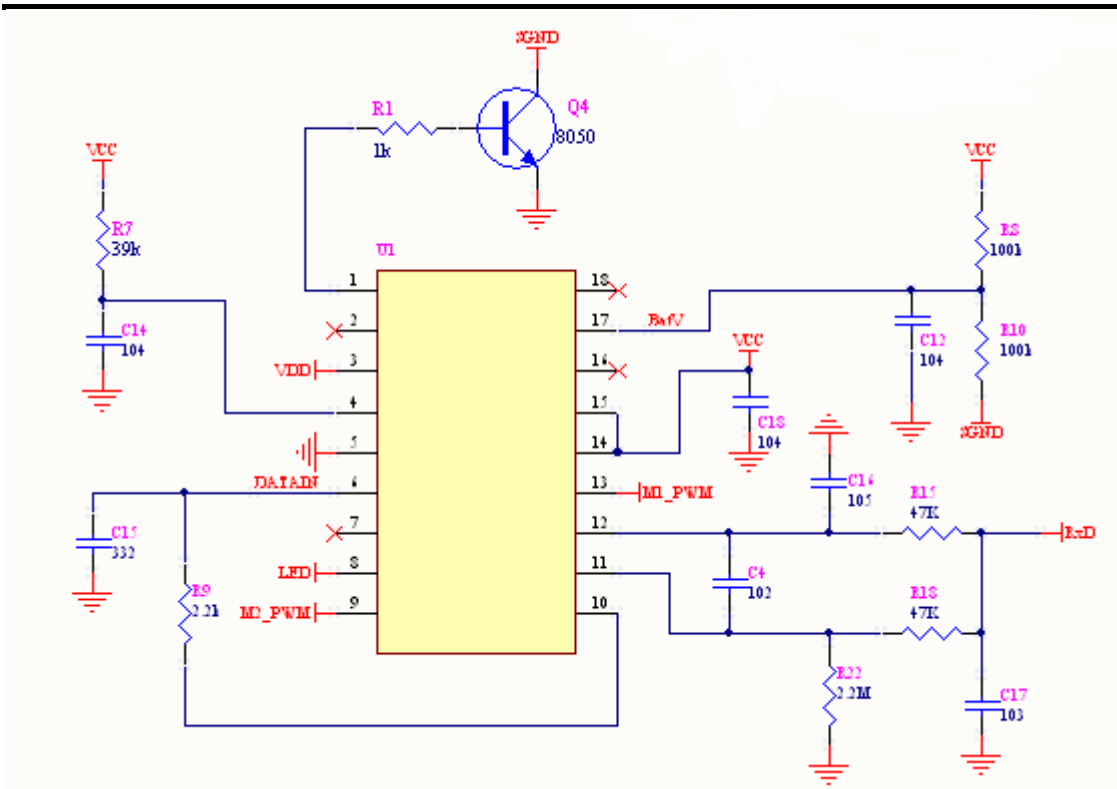 SGND
R1
1k
Q4
8050
VCC
R7
39k
C14
104
U1
1
2
VDD
3
4
5
DATAIN
6
7
LED
8
M2_PWM
9
C15
332
R9
2.2k
18
17
BatV
16
15
14
13
M1_PWM
12
11
10
VCC
C18
104
VCC
R8
100k
C12
104
R10
100k
SGND
C16
105
R15
47K
RxD
C4
102
R18
47K
R22
2.2M
C17
103